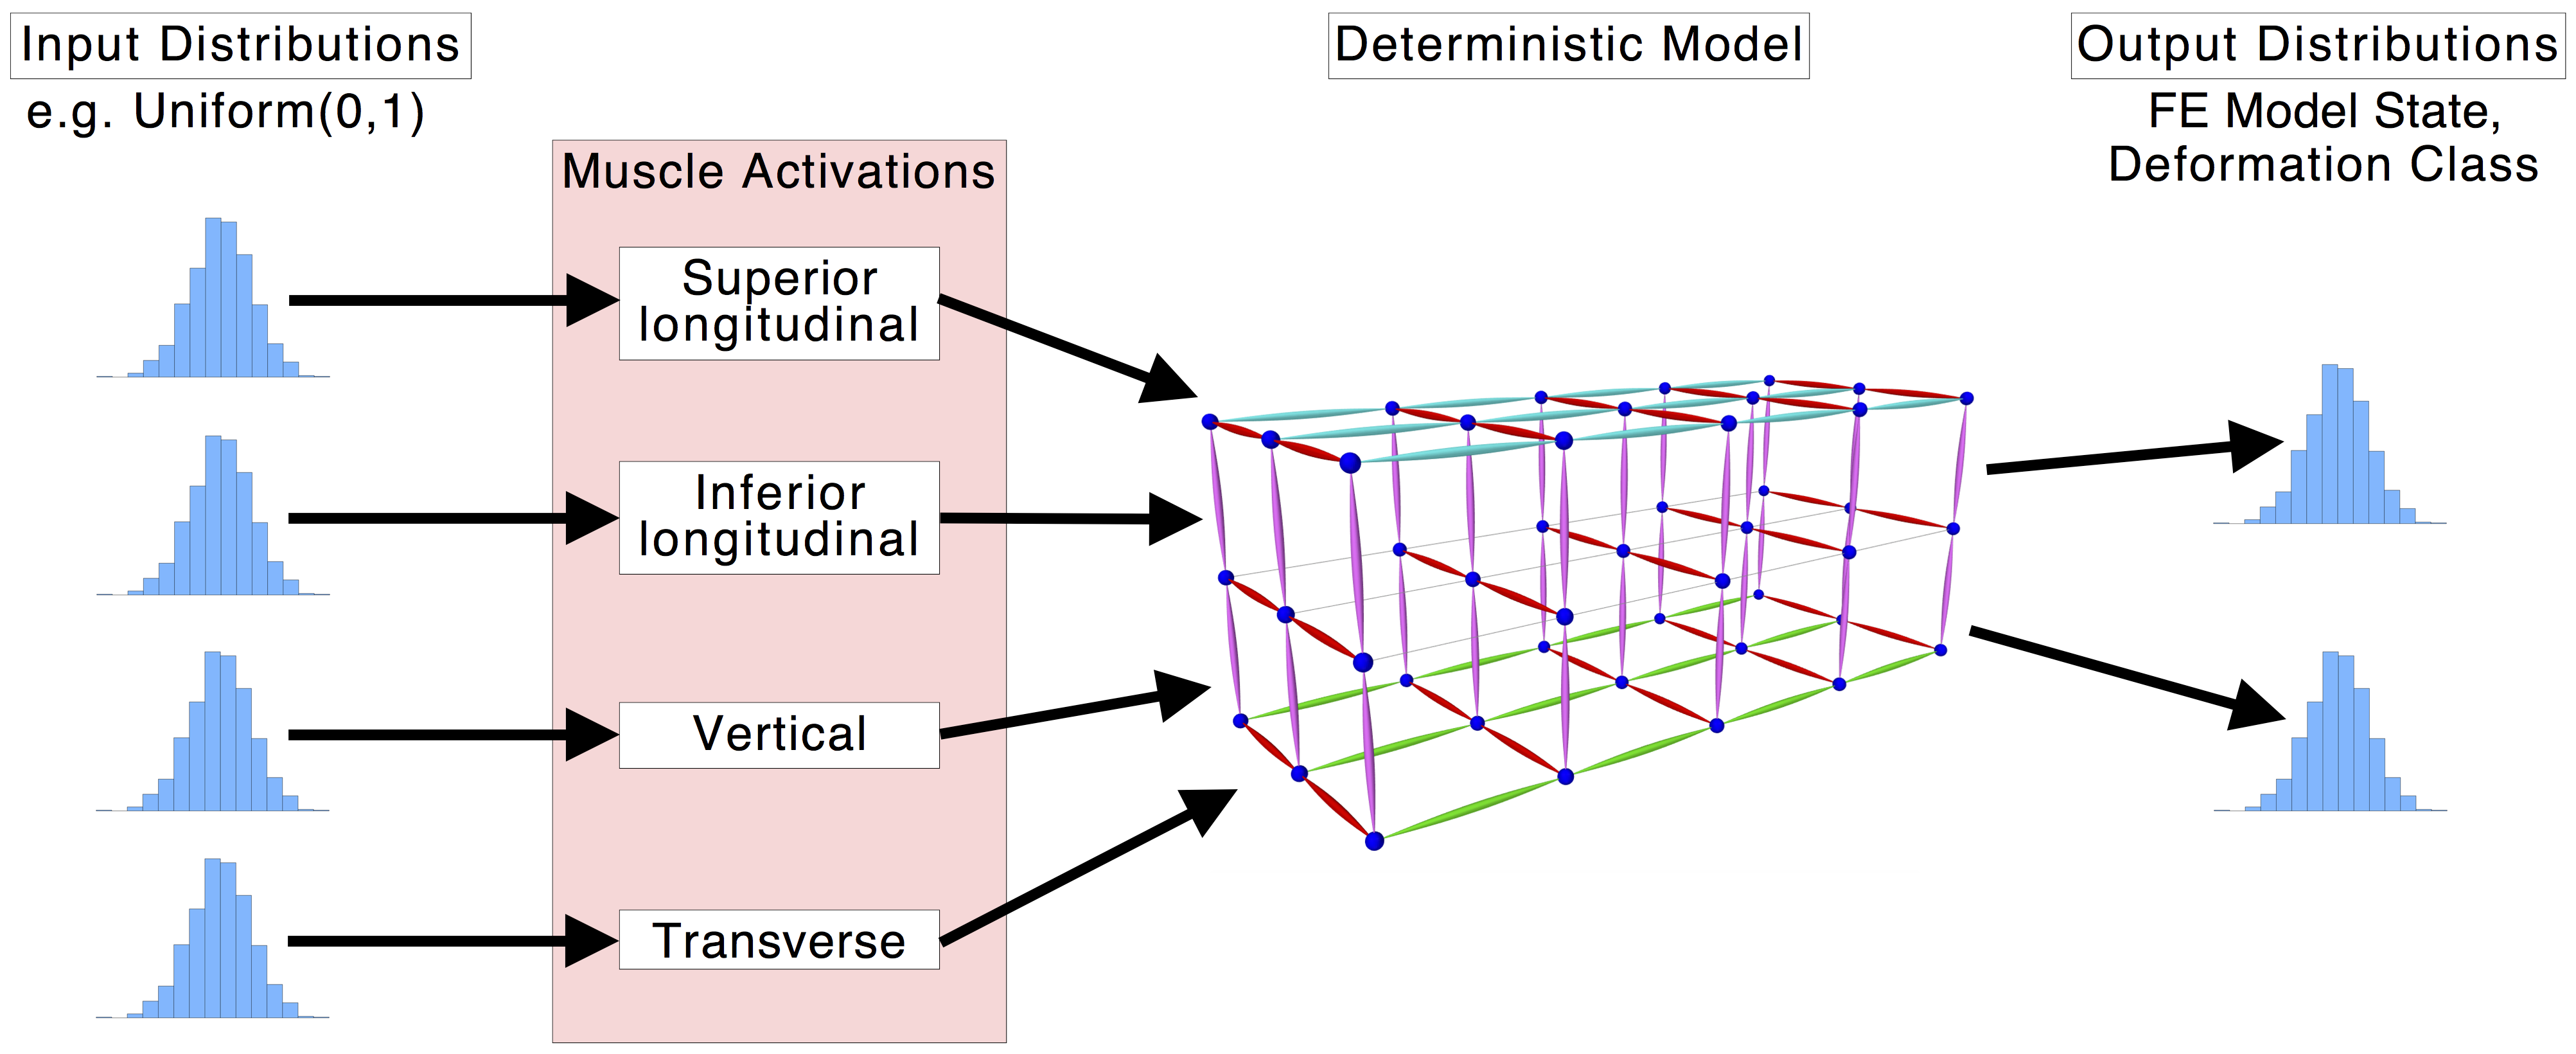 Input Distributions
e.g. Uniform(0,1)
Muscle Activations
Superior
longitudinal
Inferior
longitudinal
Vertical
Transverse
Deterministic Model
Output Distributions
FE Model State,
Deformation Class